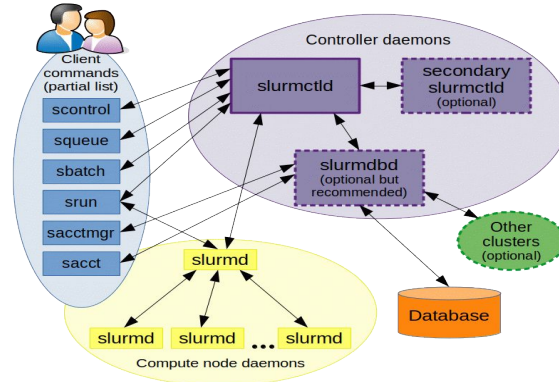 Client
commands
(partial list)
scontrol
squeue
sbatch
srun
sacctmgr
sacct
Controller daemons
slurmctld
secondary
slurmctld
(optional)
slurmdbd
(optional but
recommended)
Other
clusters
(optional)
Database
slurmd
slurmd
slurmd
...
slurmd
Compute node daemons